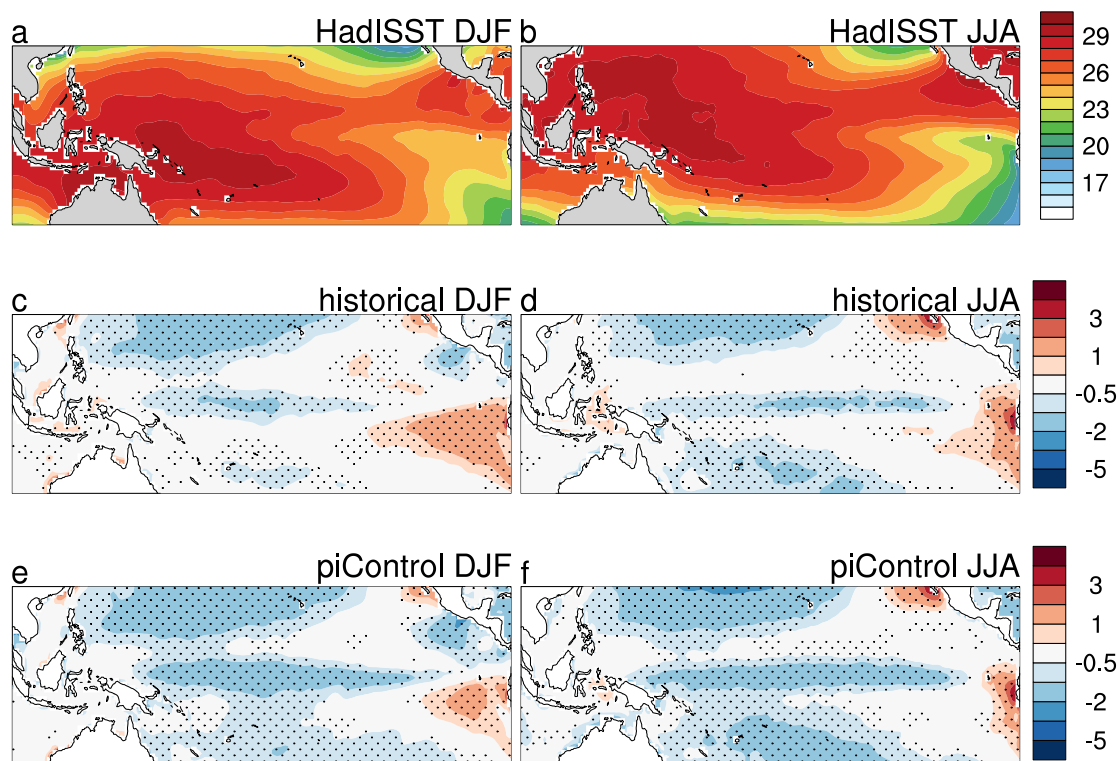 a HadISST DJF
b HadISST JJA
29
26
23
20
17
c historical DJF
d historical JJA
3
1
-0.5
-2
-5
e piControl DJF
f piControl JJA
3
1
-0.5
-2
-5